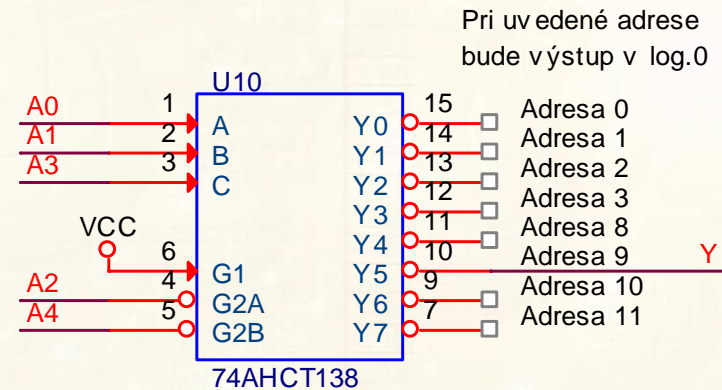 Pri uvedené adrese
bude výstup v log.0
U10
A0 1 A Y0 15 Adresa 0
A1 2 B Y1 14 Adresa 1
A3 3 C Y2 13 Adresa 2
Y3 12 Adresa 3
Y4 11 Adresa 8
VCC 6 G1 Y5 10 Adresa 9 Y
A2 4 G2A Y6 9 Adresa 10
A4 5 G2B Y7 7 Adresa 11
74AHCT138